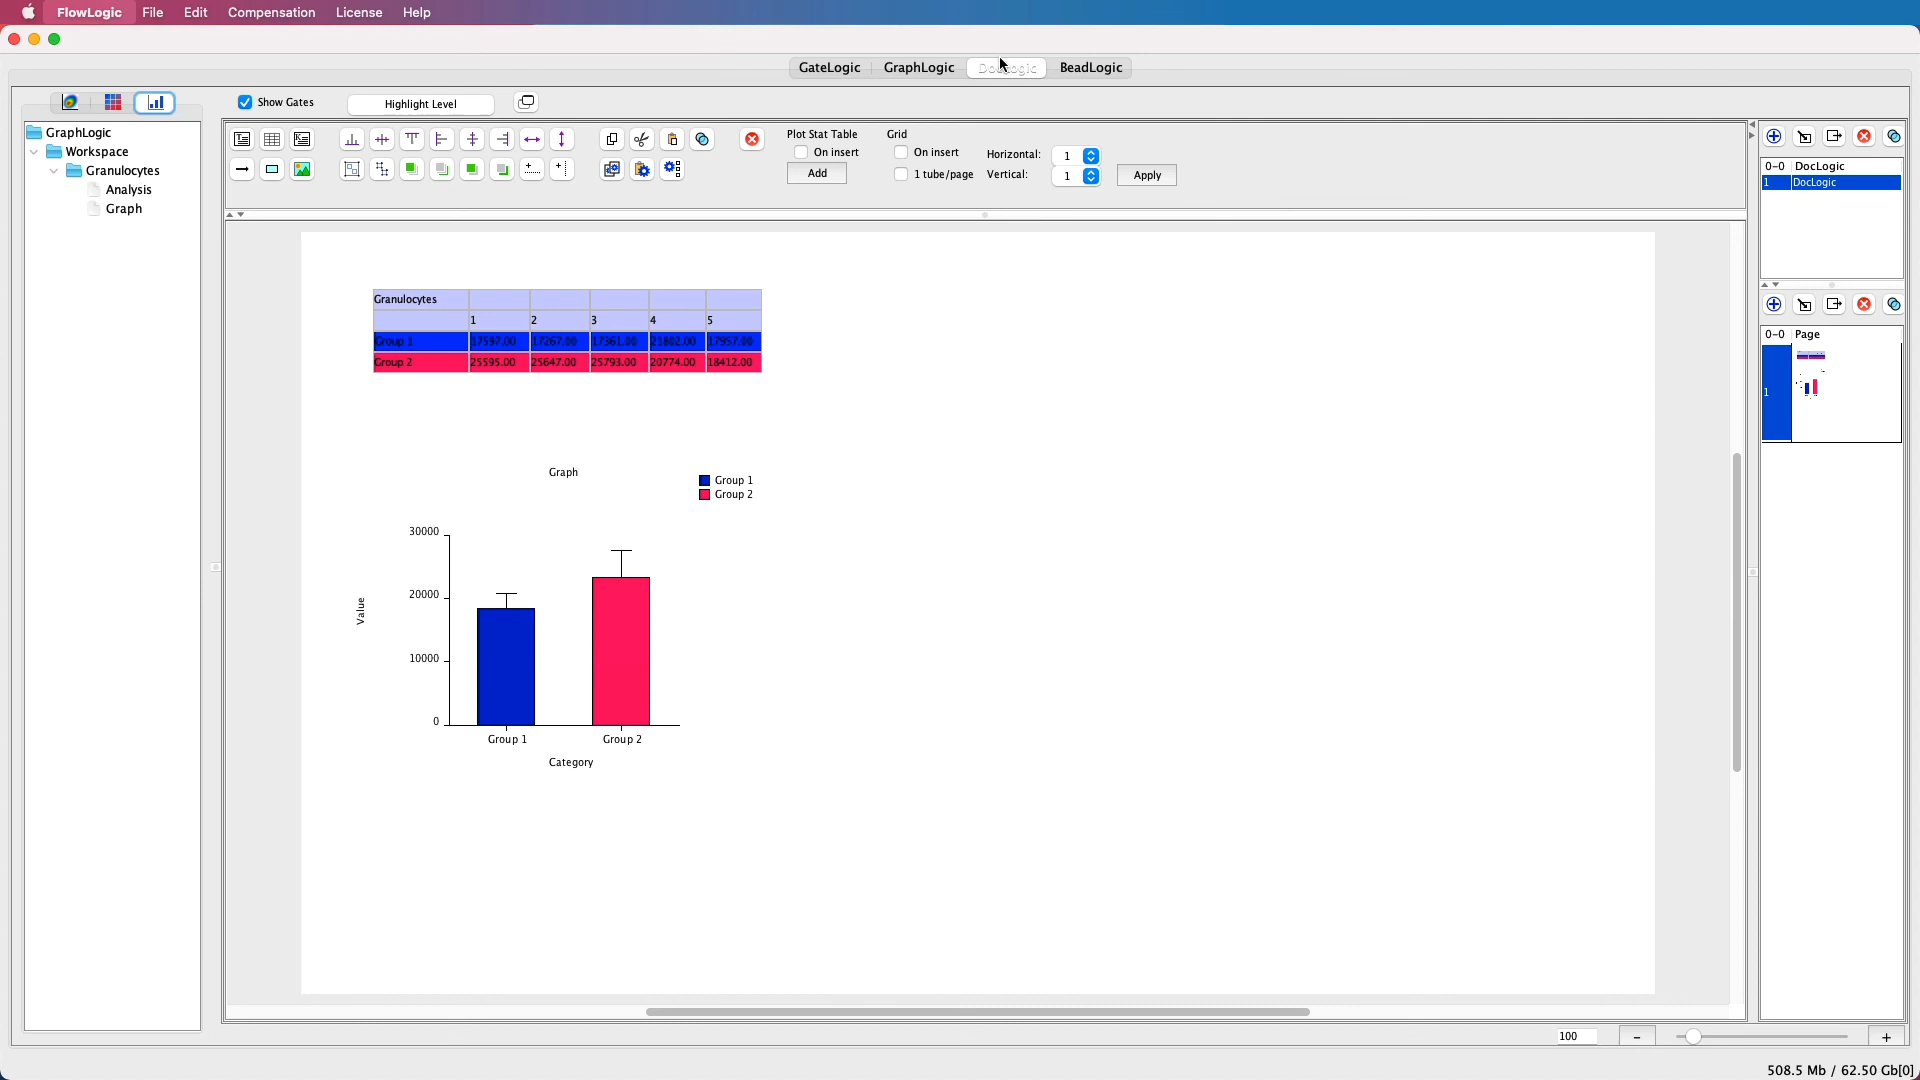 FlowLogic File Edit Compensation License Help
GateLogic GraphLogic DocLogic BeadLogic
Show Gates Highlight Level
GraphLogic
Workspace
Granulocytes
Analysis
Graph
Plot Stat Table
On insert
Add
Grid
On insert
1 tube/page
Horizontal: 1
Vertical: 1
Apply
Granulocytes
1 2 3 4 5
Group 1 17597.00 17267.00 17361.00 21802.00 17957.00
Group 2 25595.00 25647.00 25793.00 20774.00 18412.00
Graph
Group 1
Group 2
30000
20000
10000
0
Value
Group 1 Group 2
Category
0-0 DocLogic
1 DocLogic
0-0 Page
1
100 - +
508.5 Mb / 62.50 Gb[0]